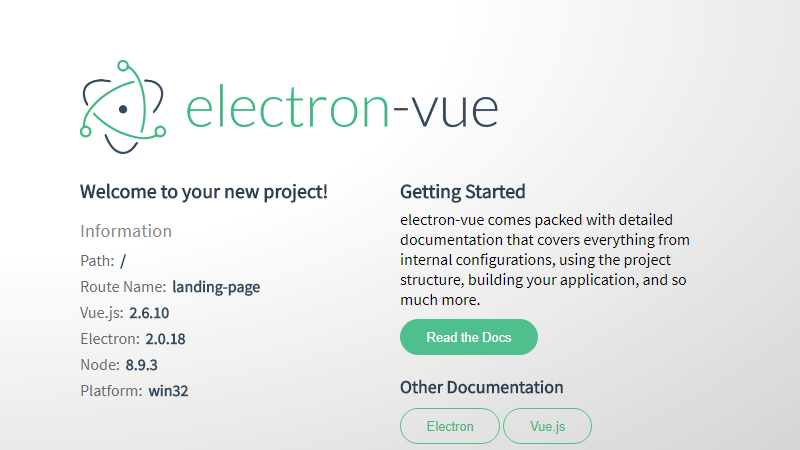 electron-vue
Welcome to your new project!
Information
Path: /
Route Name: landing-page
Vue.js: 2.6.10
Electron: 2.0.18
Node: 8.9.3
Platform: win32
Getting Started
electron-vue comes packed with detailed
documentation that covers everything from
internal configurations, using the project
structure, building your application, and so
much more.
Read the Docs
Other Documentation
Electron
Vue.js